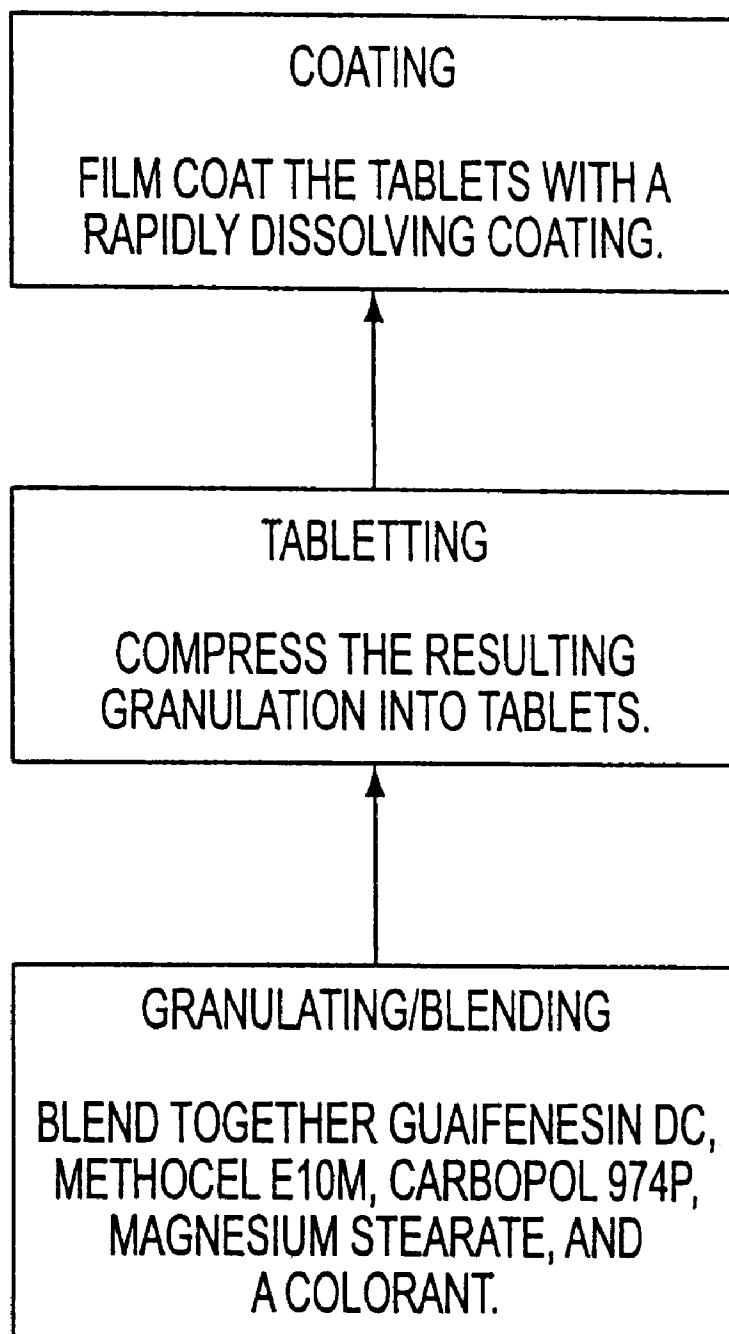 COATING
FILM COAT THE TABLETS WITH A
RAPIDLY DISSOLVING COATING.
TABLETTING
COMPRESS THE RESULTING
GRANULATION INTO TABLETS.
GRANULATING/BLENDING
BLEND TOGETHER GUAIFENESIN DC,
METHOCEL E10M, CARBOPOL 974P,
MAGNESIUM STEARATE, AND
A COLORANT.